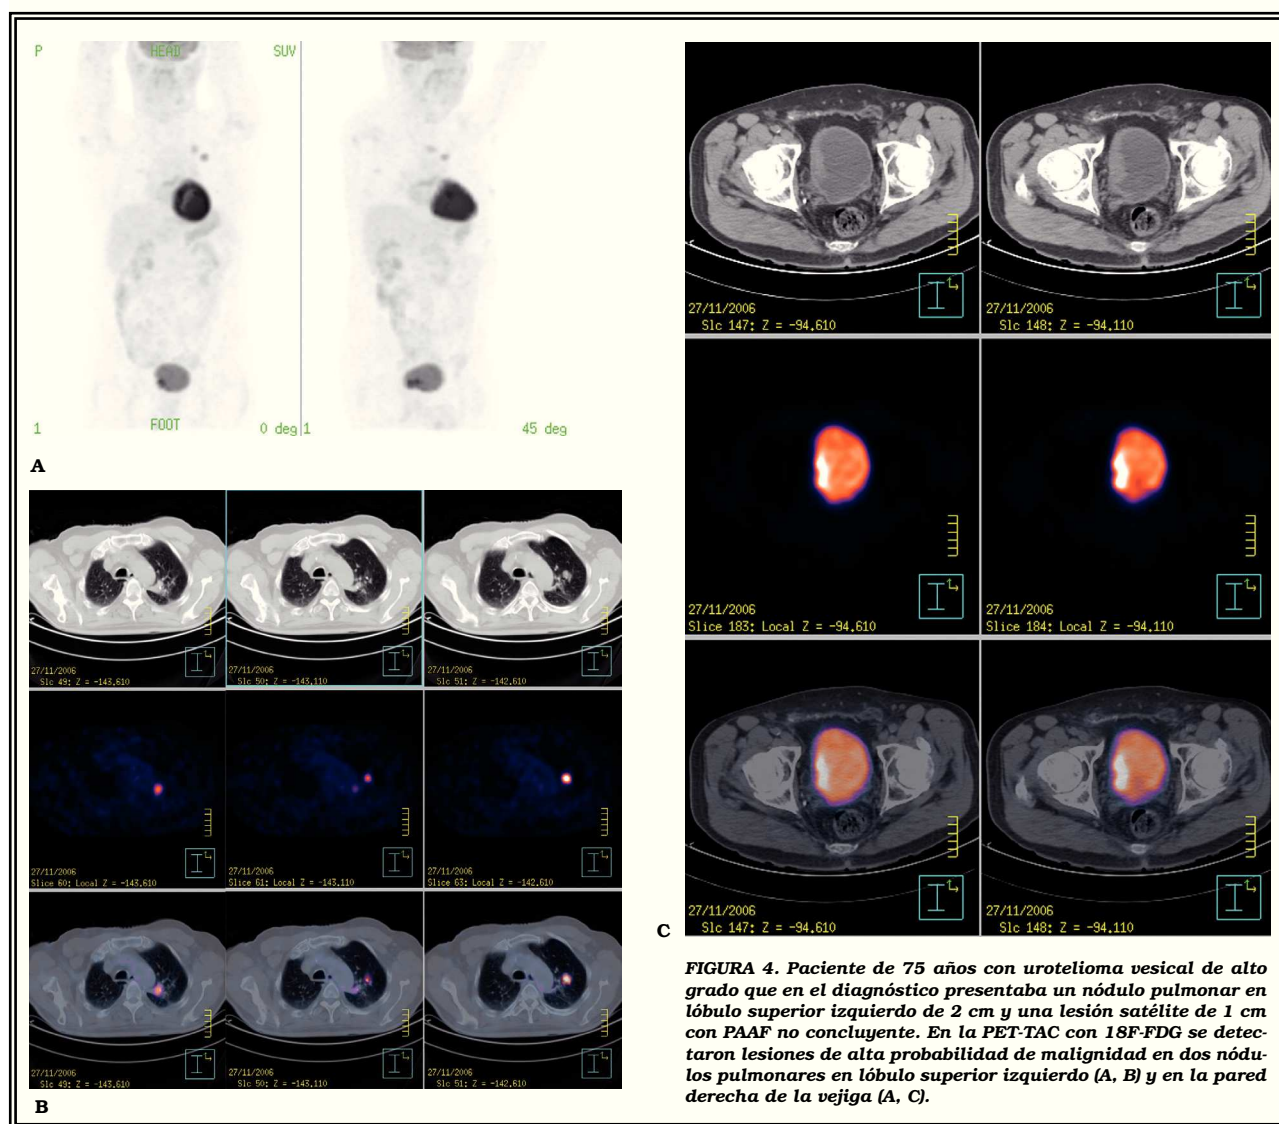 P
HEAD
SUV
1
FOOT
0 deg
1
45 deg
A
27/11/2006
Slc 49: Z = -143.610
27/11/2006
Slc 50: Z = -143.110
27/11/2006
Slc 51: Z = -142.610
27/11/2006
Slice 60: Local Z = -143.610
27/11/2006
Slice 61: Local Z = -143.110
27/11/2006
Slice 63: Local Z = -142.610
27/11/2006
Slc 49: Z = -143.610
27/11/2006
Slc 50: Z = -143.110
27/11/2006
Slc 51: Z = -142.610
B
27/11/2006
Slc 147: Z = -94.610
27/11/2006
Slc 148: Z = -94.110
27/11/2006
Slice 183: Local Z = -94.610
27/11/2006
Slice 184: Local Z = -94.110
27/11/2006
Slc 147: Z = -94.610
27/11/2006
Slc 148: Z = -94.110
C
FIGURA 4. Paciente de 75 años con urotelioma vesical de alto
grado que en el diagnóstico presentaba un nódulo pulmonar en
lóbulo superior izquierdo de 2 cm y una lesión satélite de 1 cm
con PAAF no concluyente. En la PET-TAC con 18F-FDG se detec-
taron lesiones de alta probabilidad de malignidad en dos nódu-
los pulmonares en lóbulo superior izquierdo (A, B) y en la pared
derecha de la vejiga (A, C).